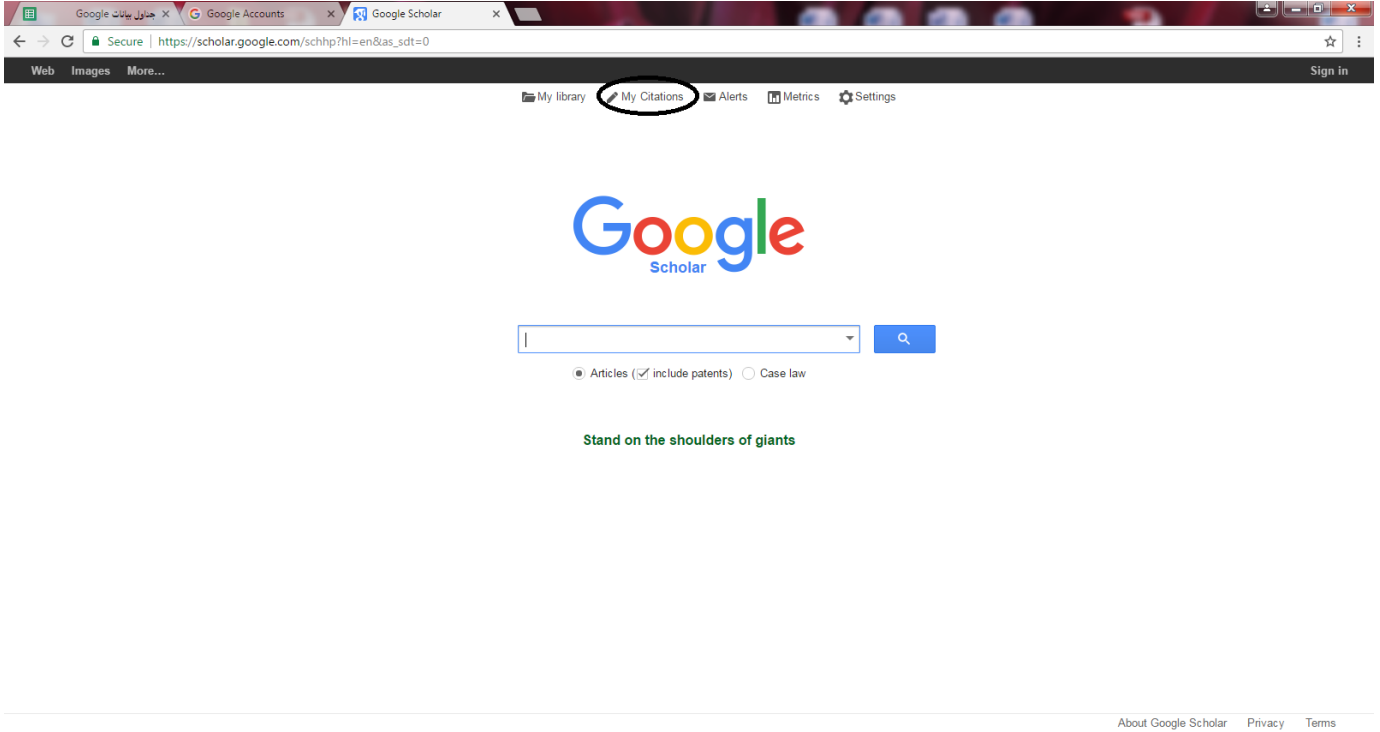 جداول بيانات Google
Google Accounts
Google Scholar
Secure | https://scholar.google.com/schhp?hl=en&as_sdt=0
Web Images More... Sign in
My library My Citations Alerts Metrics Settings
Google
Scholar
Articles (include patents) Case law
Stand on the shoulders of giants
About Google Scholar Privacy Terms